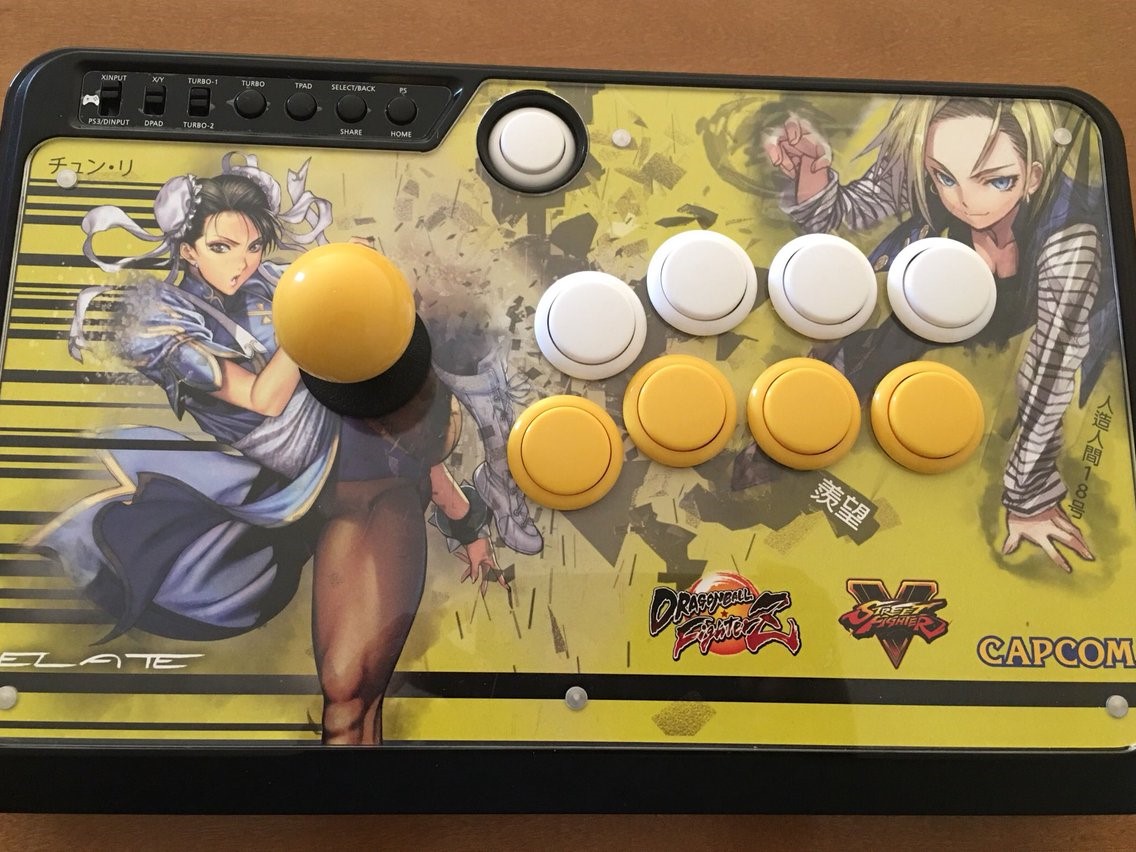 XINPUT
PS3/DINPUT
X/Y
DPAD
TURBO-1
TURBO-2
TURBO
TPAD
SELECT/BACK
SHARE
PS
HOME
チュン・リ
人造人間18号
羨望
DRAGONBALL
FighterZ
V
STREET
FIGHTER
CAPCOM
ELATE